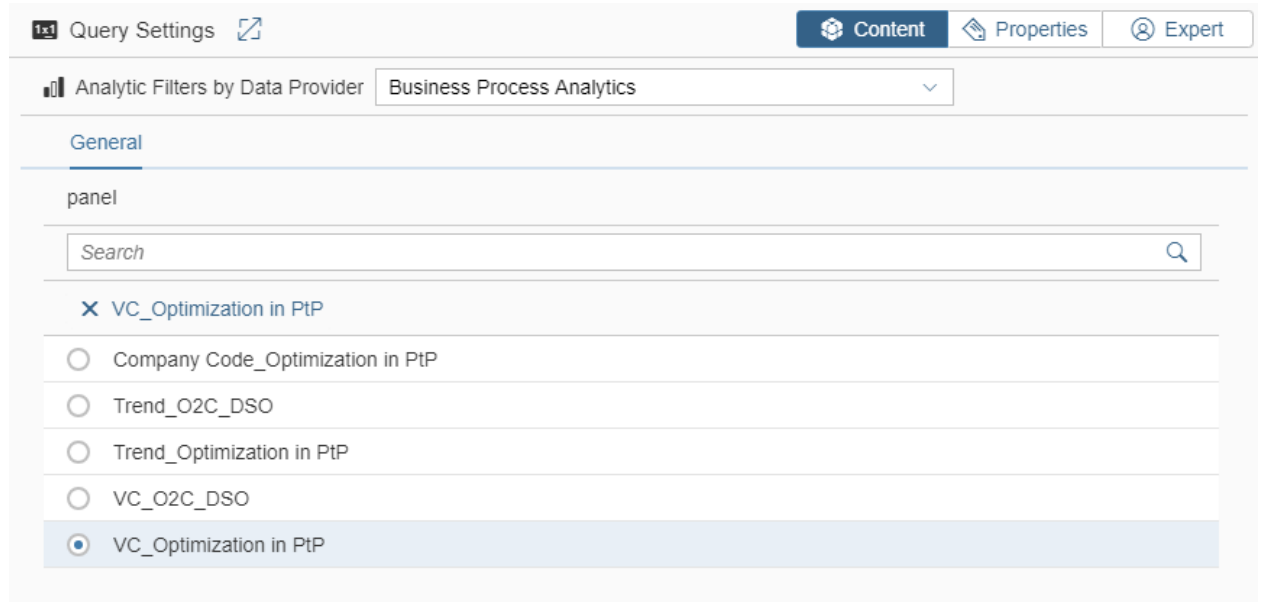 1x1 Query Settings Content Properties Expert
Analytic Filters by Data Provider Business Process Analytics
General
panel
Search
VC_Optimization in PtP
Company Code_Optimization in PtP
Trend_O2C_DSO
Trend_Optimization in PtP
VC_O2C_DSO
VC_Optimization in PtP